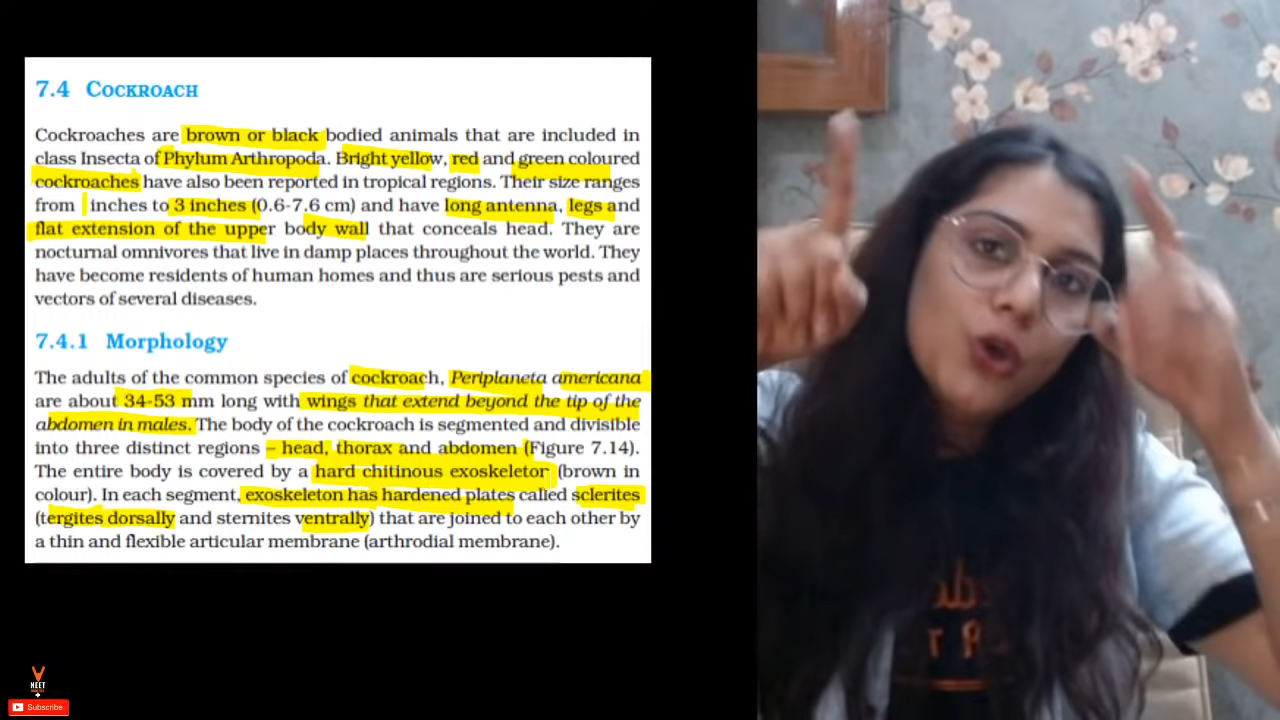 7.4 COCKROACH
Cockroaches are brown or black bodied animals that are included in
class Insecta of Phylum Arthropoda. Bright yellow, red and green coloured
cockroaches have also been reported in tropical regions. Their size ranges
from inches to 3 inches (0.6-7.6 cm) and have long antenna, legs and
flat extension of the upper body wall that conceals head. They are
nocturnal omnivores that live in damp places throughout the world. They
have become residents of human homes and thus are serious pests and
vectors of several diseases.
7.4.1 Morphology
The adults of the common species of cockroach, Periplaneta americana
are about 34-53 mm long with wings that extend beyond the tip of the
abdomen in males. The body of the cockroach is segmented and divisible
into three distinct regions – head, thorax and abdomen (Figure 7.14).
The entire body is covered by a hard chitinous exoskeletor (brown in
colour). In each segment, exoskeleton has hardened plates called sclerites
(tergites dorsally and sternites ventrally) that are joined to each other by
a thin and flexible articular membrane (arthrodial membrane).
NEET
Subscribe